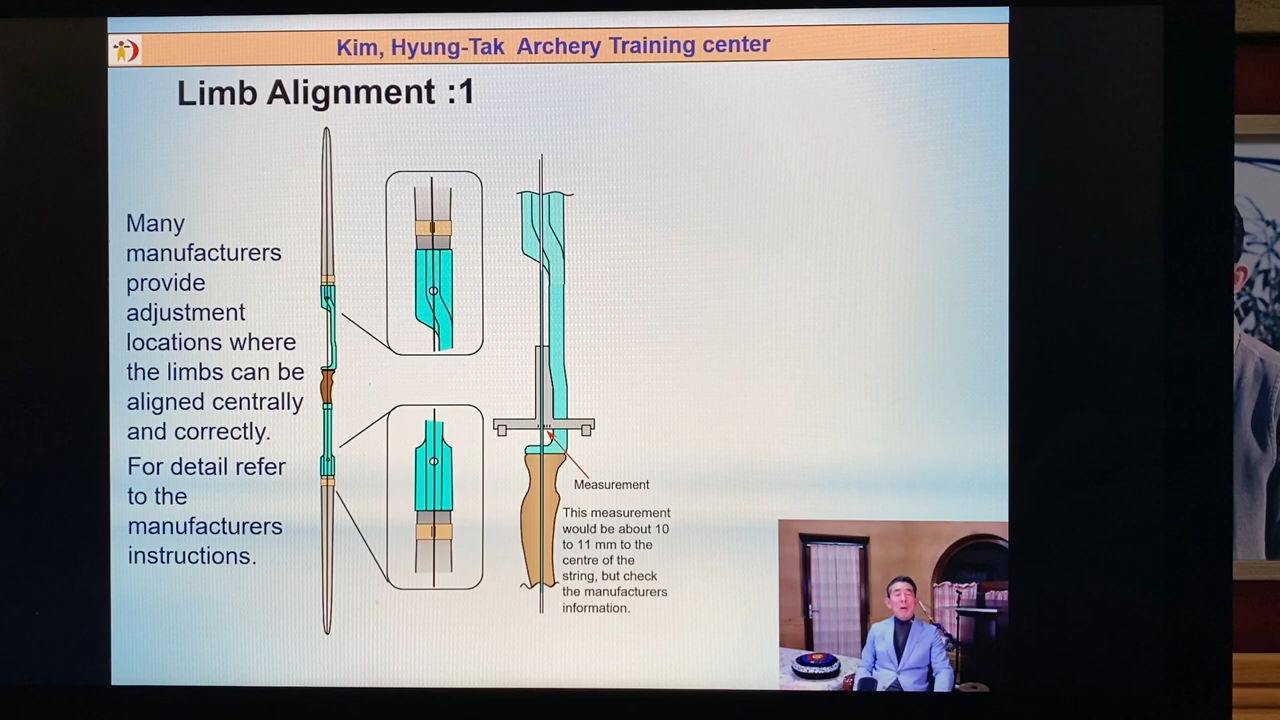 Kim, Hyung-Tak Archery Training center
Limb Alignment :1
Many
manufacturers
provide
adjustment
locations where
the limbs can be
aligned centrally
and correctly.
For detail refer
to the
manufacturers
instructions.
Measurement
This measurement
would be about 10
to 11 mm to the
centre of the
string, but check
the manufacturers
information.